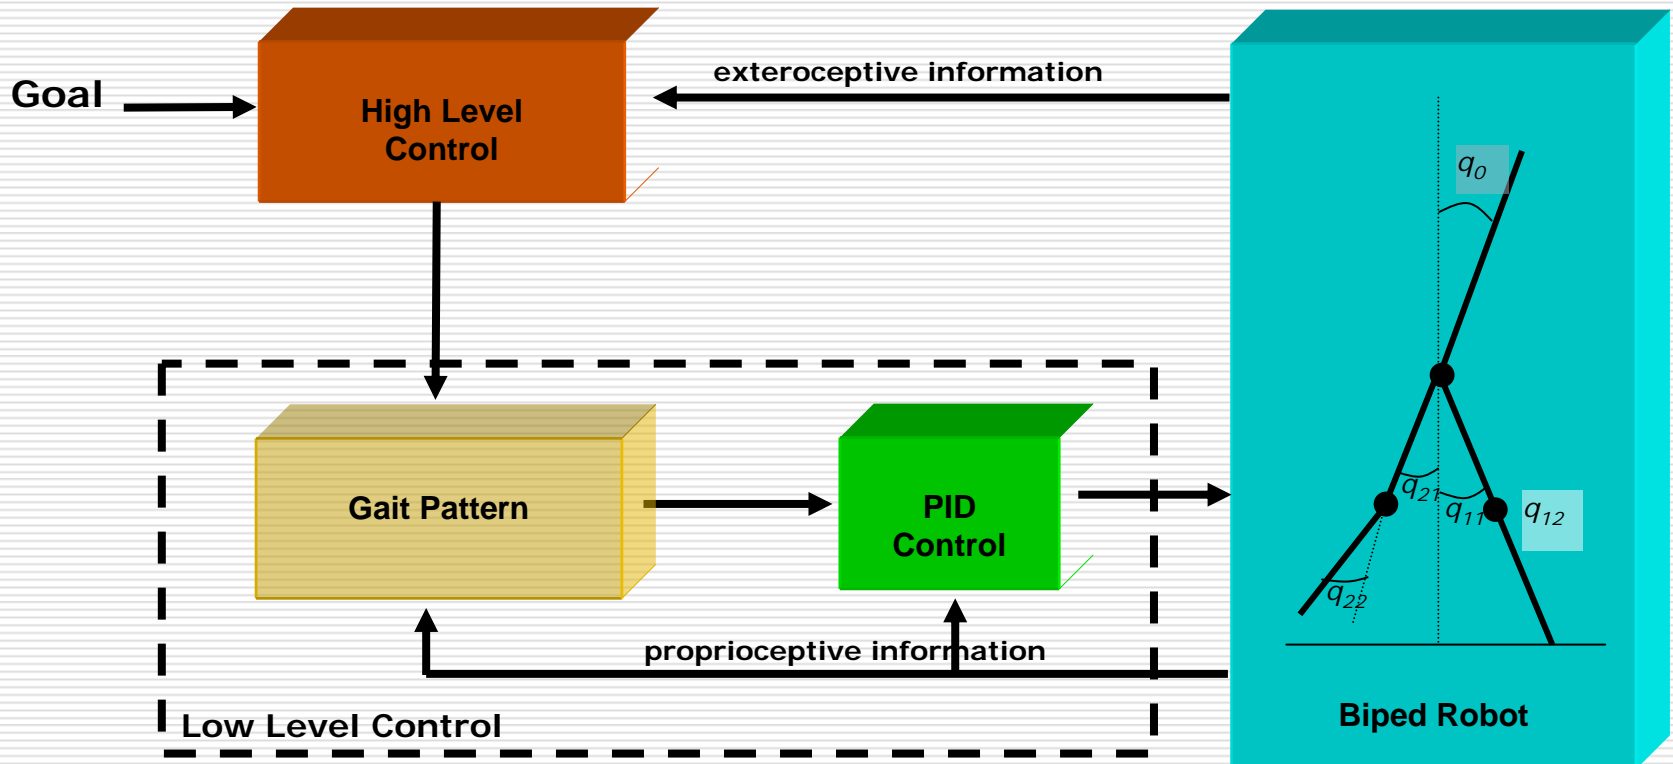 Goal
High Level
Control
exteroceptive information
q0
Gait Pattern
PID
Control
q21
q11
q12
q22
proprioceptive information
Low Level Control
Biped Robot